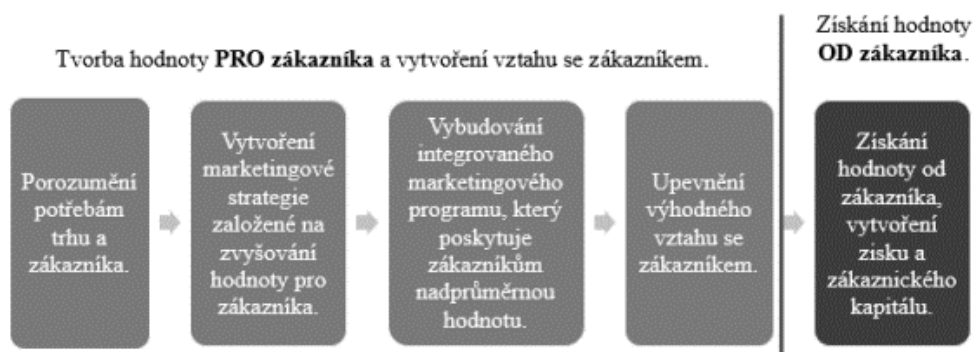 Tvorba hodnoty PRO zákazníka a vytvoření vztahu se zákazníkem.
Získání hodnoty
OD zákazníka.
Porozumění
potřebám
trhu a
zákazníka.
Vytvoření
marketingové
strategie
založené na
zvyšování
hodnoty pro
zákazníka.
Vybudování
integrovaného
marketingového
programu, který
poskytuje
zákazníkům
nadprůměrnou
hodnotu.
Upevnění
výhodného
vztahu se
zákazníkem.
Získání
hodnoty od
zákazníka,
vytvoření
zisku a
zákaznického
kapitálu.